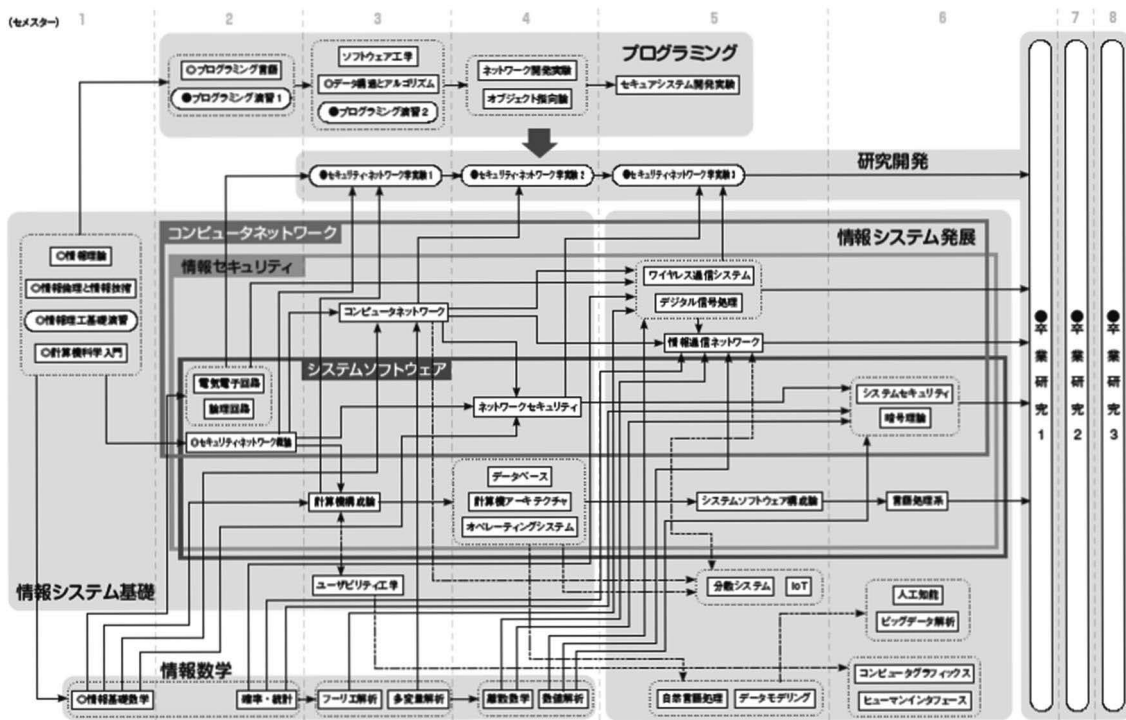 (セメスター)
1
2
3
4
5
6
7
8
プログラミング
◎プログラミング言語
●プログラミング演習1
ソフトウェア工学
◎データ構造とアルゴリズム
●プログラミング演習2
ネットワーク開発実験
オブジェクト指向論
セキュアシステム開発実験
研究開発
●セキュリティ・ネットワーク学実験1
●セキュリティ・ネットワーク学実験2
●セキュリティ・ネットワーク学実験3
コンピュータネットワーク
情報システム発展
情報セキュリティ
◎情報理論
◎情報倫理と情報技術
◎情報理工基礎演習
◎計算機科学入門
ワイヤレス通信システム
デジタル信号処理
コンピュータネットワーク
情報通信ネットワーク
システムソフトウェア
電気電子回路
論理回路
◎セキュリティ・ネットワーク概論
ネットワークセキュリティ
システムセキュリティ
暗号理論
データベース
計算機構成論
計算機アーキテクチャ
オペレーティングシステム
システムソフトウェア構成論
言語処理系
情報システム基礎
ユーザビリティ工学
分散システム
IoT
人工知能
ビッグデータ解析
情報数学
◎情報基礎数学
確率・統計
フーリエ解析
多変量解析
離散数学
数値解析
自然言語処理
データモデリング
コンピュータグラフィックス
ヒューマンインタフェース
●卒業研究1
●卒業研究2
●卒業研究3